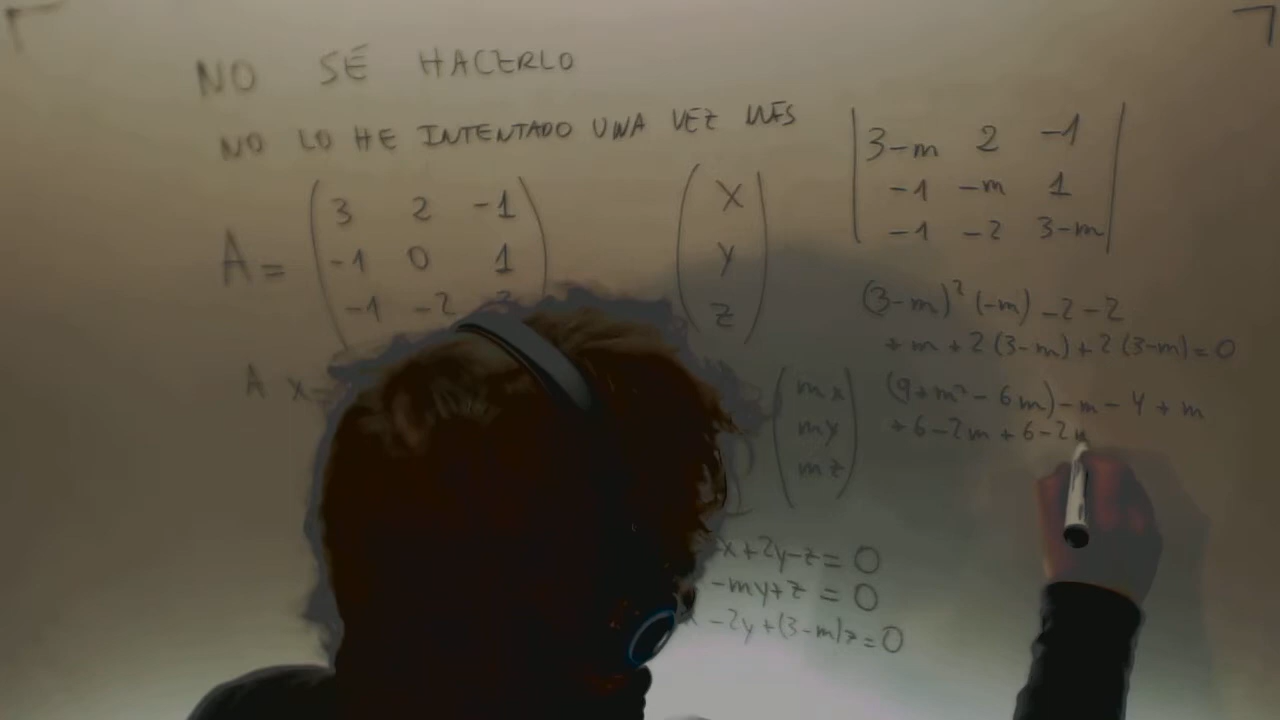 NO SÉ HACERLO
NO LO HE INTENTADO UNA VEZ MÁS
A =
3 2 -1
-1 0 1
-1 -2
x
y
z
A x=
mx
my
mz
x+2y-z=0
-my+z=0
-2y+(3-m)z=0
3-m 2 -1
-1 -m 1
-1 -2 3-m
(3-m)² (-m) -2-2
+m+2(3-m)+2(3-m)=0
(9+m²-6m)-m-4+m
+6-2m+6-2